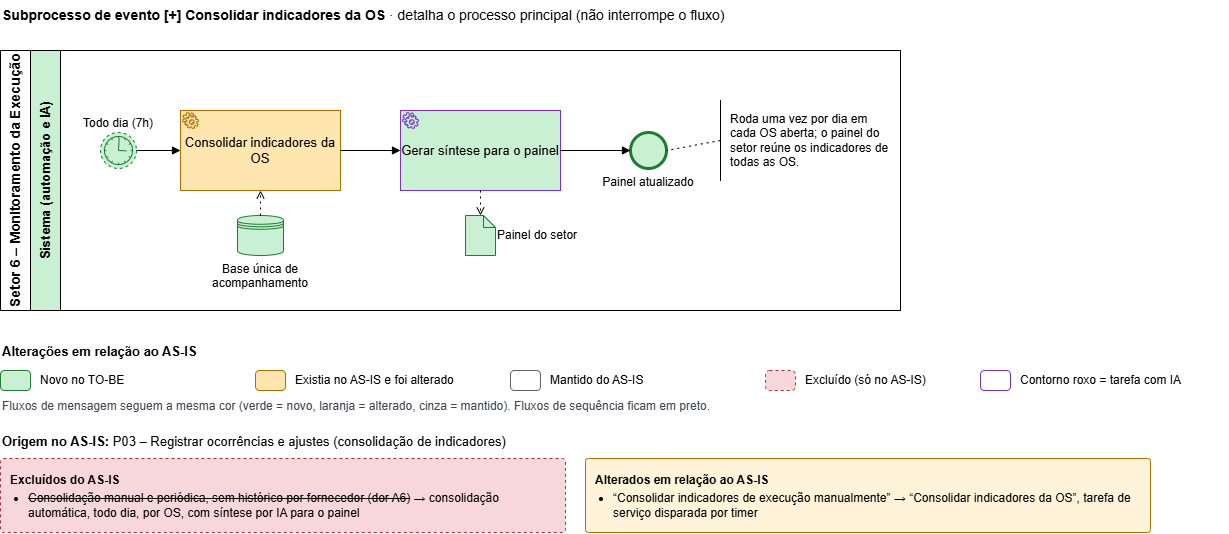 Subprocesso de evento [+] Consolidar indicadores da OS · detalha o processo principal (não interrompe o fluxo)
Setor 6 – Monitoramento da Execução
Sistema (automação e IA)
Todo dia (7h)
Consolidar indicadores da
OS
Gerar síntese para o painel
Painel atualizado
Roda uma vez por dia em
cada OS aberta; o painel do
setor reúne os indicadores de
todas as OS.
Base única de
acompanhamento
Painel do setor
Alterações em relação ao AS-IS
Novo no TO-BE
Existia no AS-IS e foi alterado
Mantido do AS-IS
Excluído (só no AS-IS)
Contorno roxo = tarefa com IA
Fluxos de mensagem seguem a mesma cor (verde = novo, laranja = alterado, cinza = mantido). Fluxos de sequência ficam em preto.
Origem no AS-IS: P03 – Registrar ocorrências e ajustes (consolidação de indicadores)
Excluídos do AS-IS
• Consolidação manual e periódica, sem histórico por fornecedor (dor A6) → consolidação
automática, todo dia, por OS, com síntese por IA para o painel
Alterados em relação ao AS-IS
• “Consolidar indicadores de execução manualmente” → “Consolidar indicadores da OS”, tarefa de
serviço disparada por timer